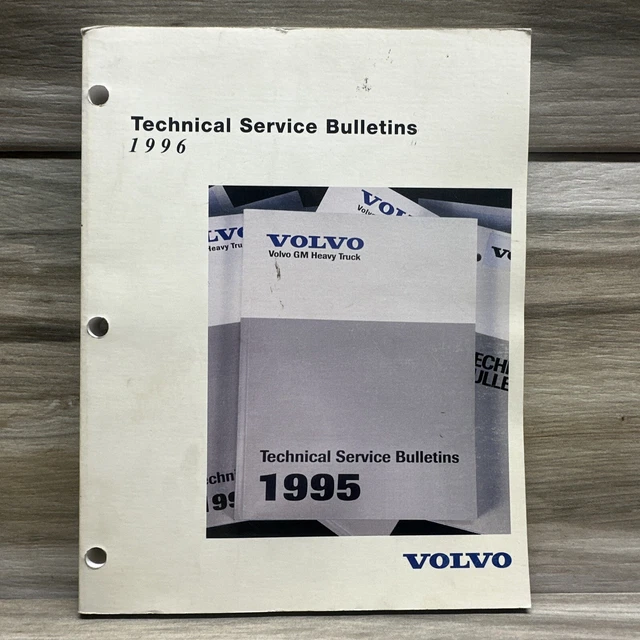 Technical Service Bulletins
1996
VOLVO
Volvo GM Heavy Truck
Technical Service Bulletins
1995
VOLVO